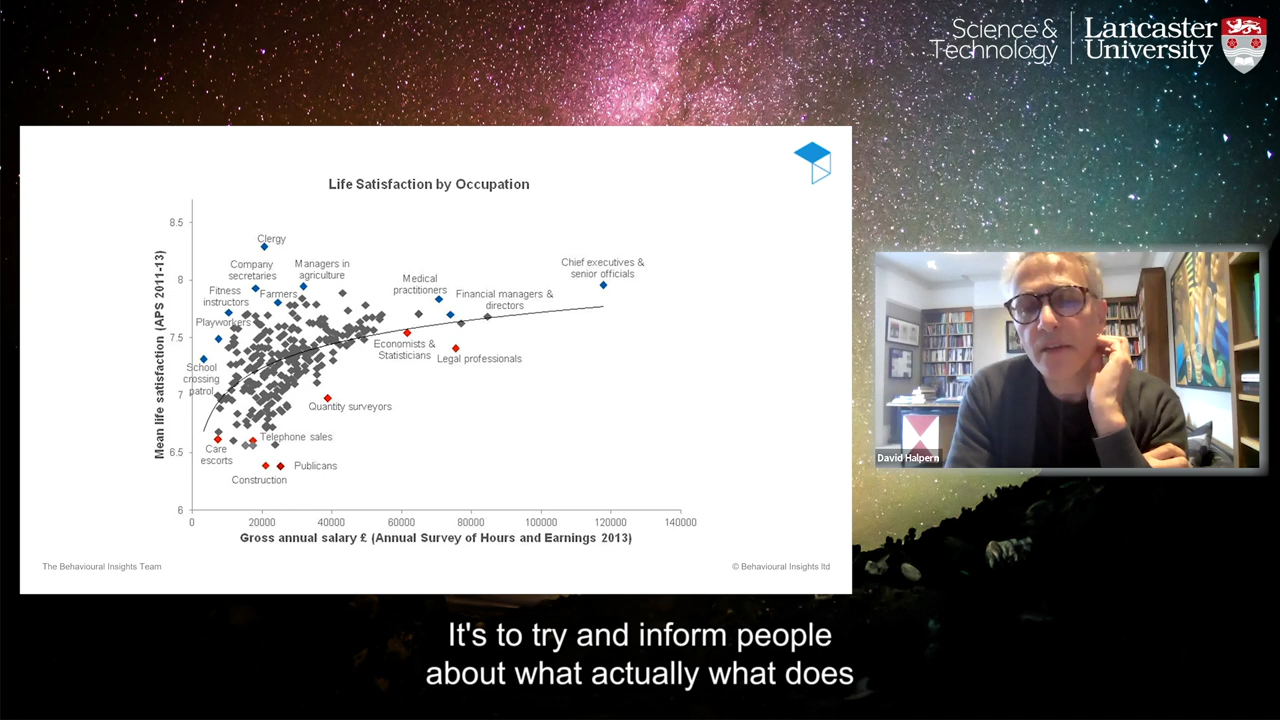 Science &
Technology
Lancaster
University
Life Satisfaction by Occupation
Mean life satisfaction (APS 2011-13)
8.5
8
7.5
7
6.5
6
Clergy
Company
secretaries
Managers in
agriculture
Fitness
instructors
Farmers
Playworkers
School
crossing
patrol
Medical
practitioners
Financial managers &
directors
Chief executives &
senior officials
Economists &
Statisticians
Legal professionals
Quantity surveyors
Telephone sales
Care
escorts
Publicans
Construction
0
20000
40000
60000
80000
100000
120000
140000
Gross annual salary £ (Annual Survey of Hours and Earnings 2013)
The Behavioural Insights Team
© Behavioural Insights ltd
David Halpern
It's to try and inform people
about what actually what does